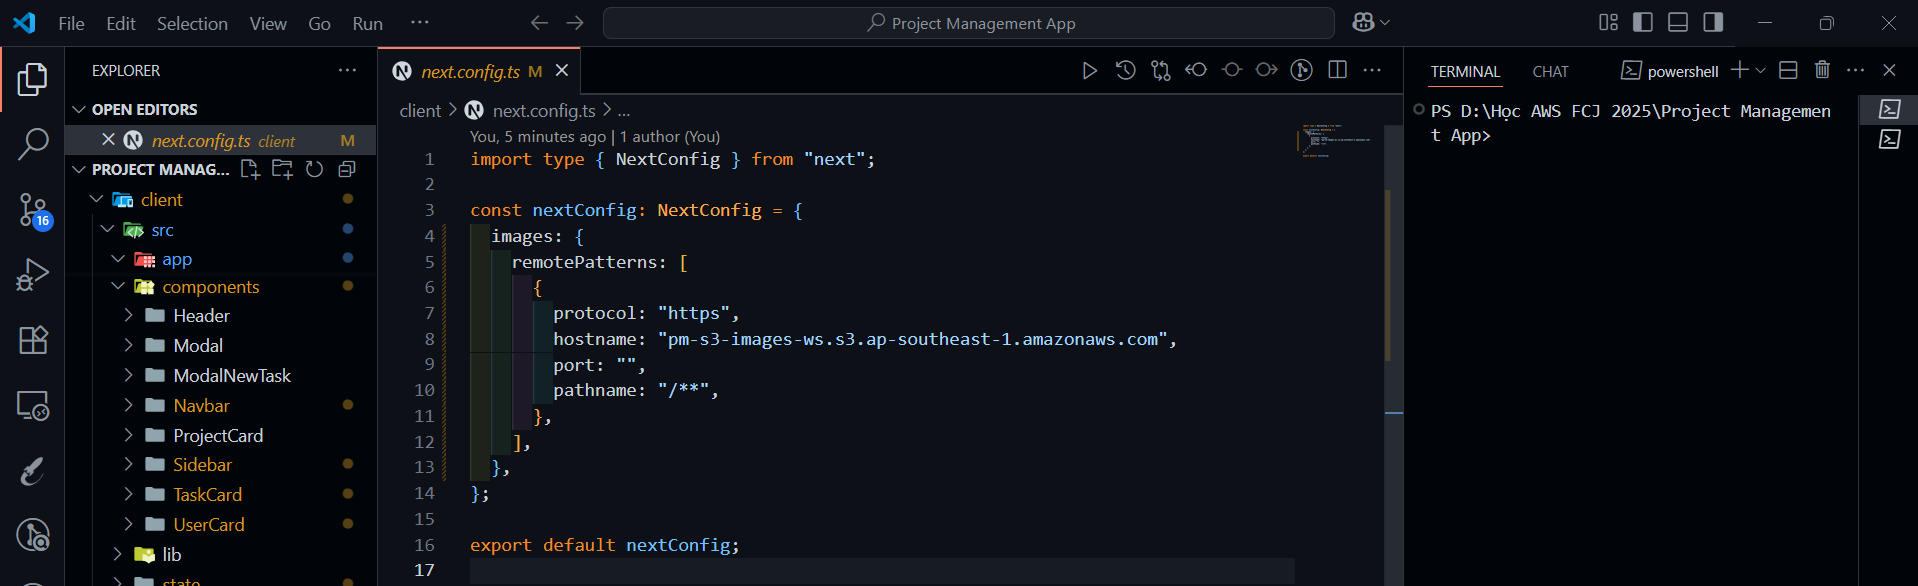 File Edit Selection View Go Run ··· Project Management App
EXPLORER ···
OPEN EDITORS
next.config.ts client M
PROJECT MANAG...
client
src
app
components
Header
Modal
ModalNewTask
Navbar
ProjectCard
Sidebar
TaskCard
UserCard
lib
state
16
next.config.ts M
client > next.config.ts > ...
You, 5 minutes ago | 1 author (You)
1 import type { NextConfig } from "next";
2
3 const nextConfig: NextConfig = {
4 images: {
5 remotePatterns: [
6 {
7 protocol: "https",
8 hostname: "pm-s3-images-ws.s3.ap-southeast-1.amazonaws.com",
9 port: "",
10 pathname: "/**",
11 },
12 ],
13 },
14 };
15
16 export default nextConfig;
17
TERMINAL CHAT powershell
PS D:\Học AWS FCJ 2025\Project Managemen
t App>